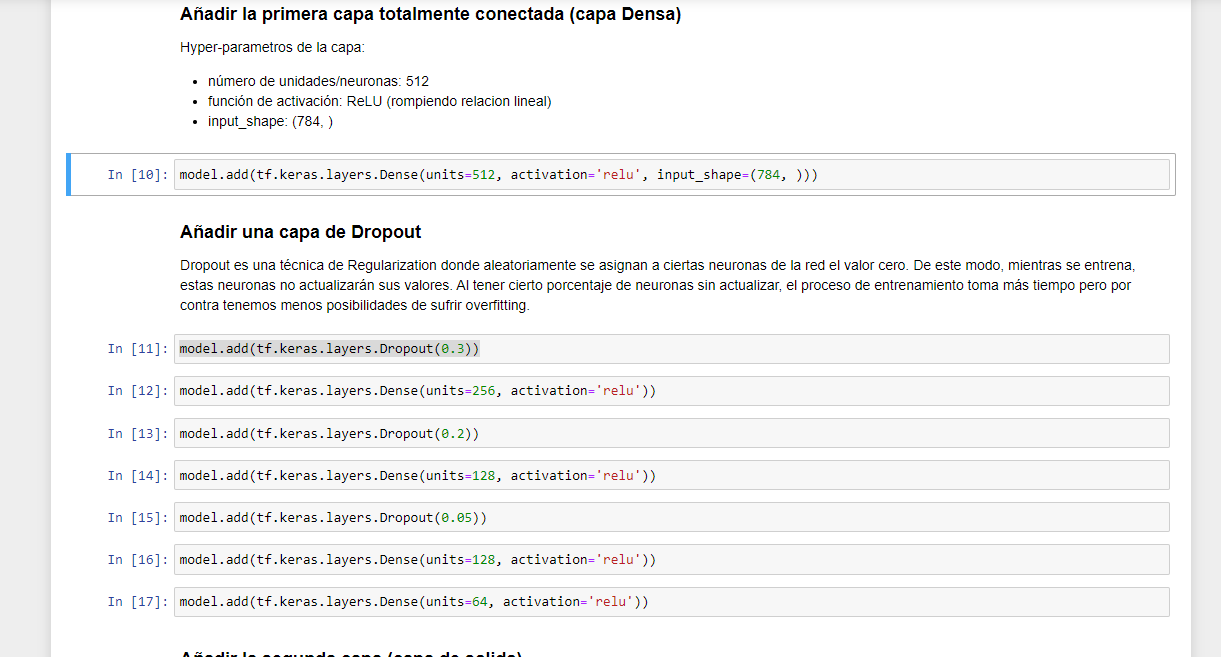 Añadir la primera capa totalmente conectada (capa Densa)
Hyper-parametros de la capa:
número de unidades/neuronas: 512
función de activación: ReLU (rompiendo relacion lineal)
input_shape: (784, )
In [10]: model.add(tf.keras.layers.Dense(units=512, activation='relu', input_shape=(784, )))
Añadir una capa de Dropout
Dropout es una técnica de Regularization donde aleatoriamente se asignan a ciertas neuronas de la red el valor cero. De este modo, mientras se entrena,
estas neuronas no actualizarán sus valores. Al tener cierto porcentaje de neuronas sin actualizar, el proceso de entrenamiento toma más tiempo pero por
contra tenemos menos posibilidades de sufrir overfitting.
In [11]: model.add(tf.keras.layers.Dropout(0.3))
In [12]: model.add(tf.keras.layers.Dense(units=256, activation='relu'))
In [13]: model.add(tf.keras.layers.Dropout(0.2))
In [14]: model.add(tf.keras.layers.Dense(units=128, activation='relu'))
In [15]: model.add(tf.keras.layers.Dropout(0.05))
In [16]: model.add(tf.keras.layers.Dense(units=128, activation='relu'))
In [17]: model.add(tf.keras.layers.Dense(units=64, activation='relu'))
Añadir la segunda capa (capa de salida)